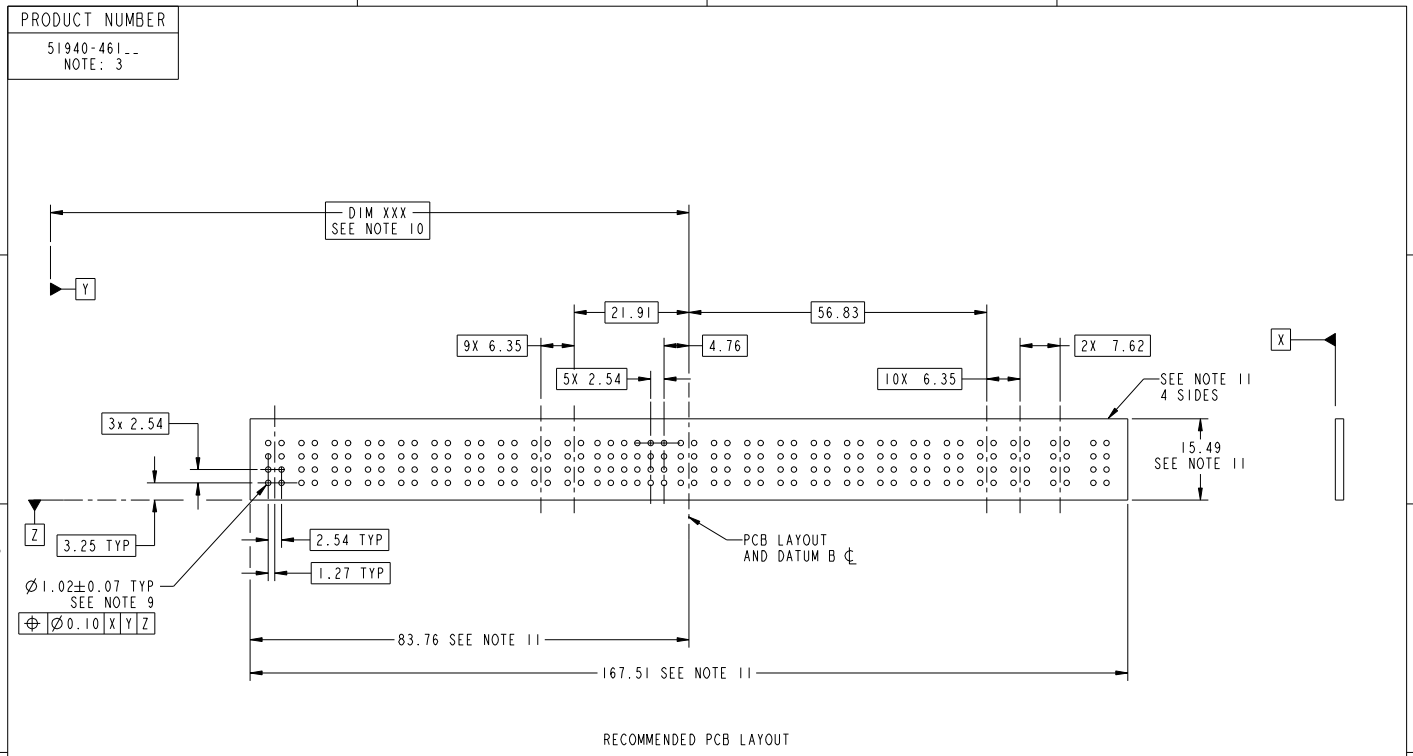 PRODUCT NUMBER
51940-461__
NOTE: 3
DIM XXX
SEE NOTE 10
Y
21.91
56.83
9X 6.35
4.76
X
2X 7.62
5X 2.54
10X 6.35
SEE NOTE 11
4 SIDES
3x 2.54
15.49
SEE NOTE 11
Z
3.25 TYP
2.54 TYP
PCB LAYOUT
AND DATUM B ℄
1.27 TYP
Ø1.02±0.07 TYP
SEE NOTE 9
⌖ Ø0.10 X Y Z
83.76 SEE NOTE 11
167.51 SEE NOTE 11
RECOMMENDED PCB LAYOUT